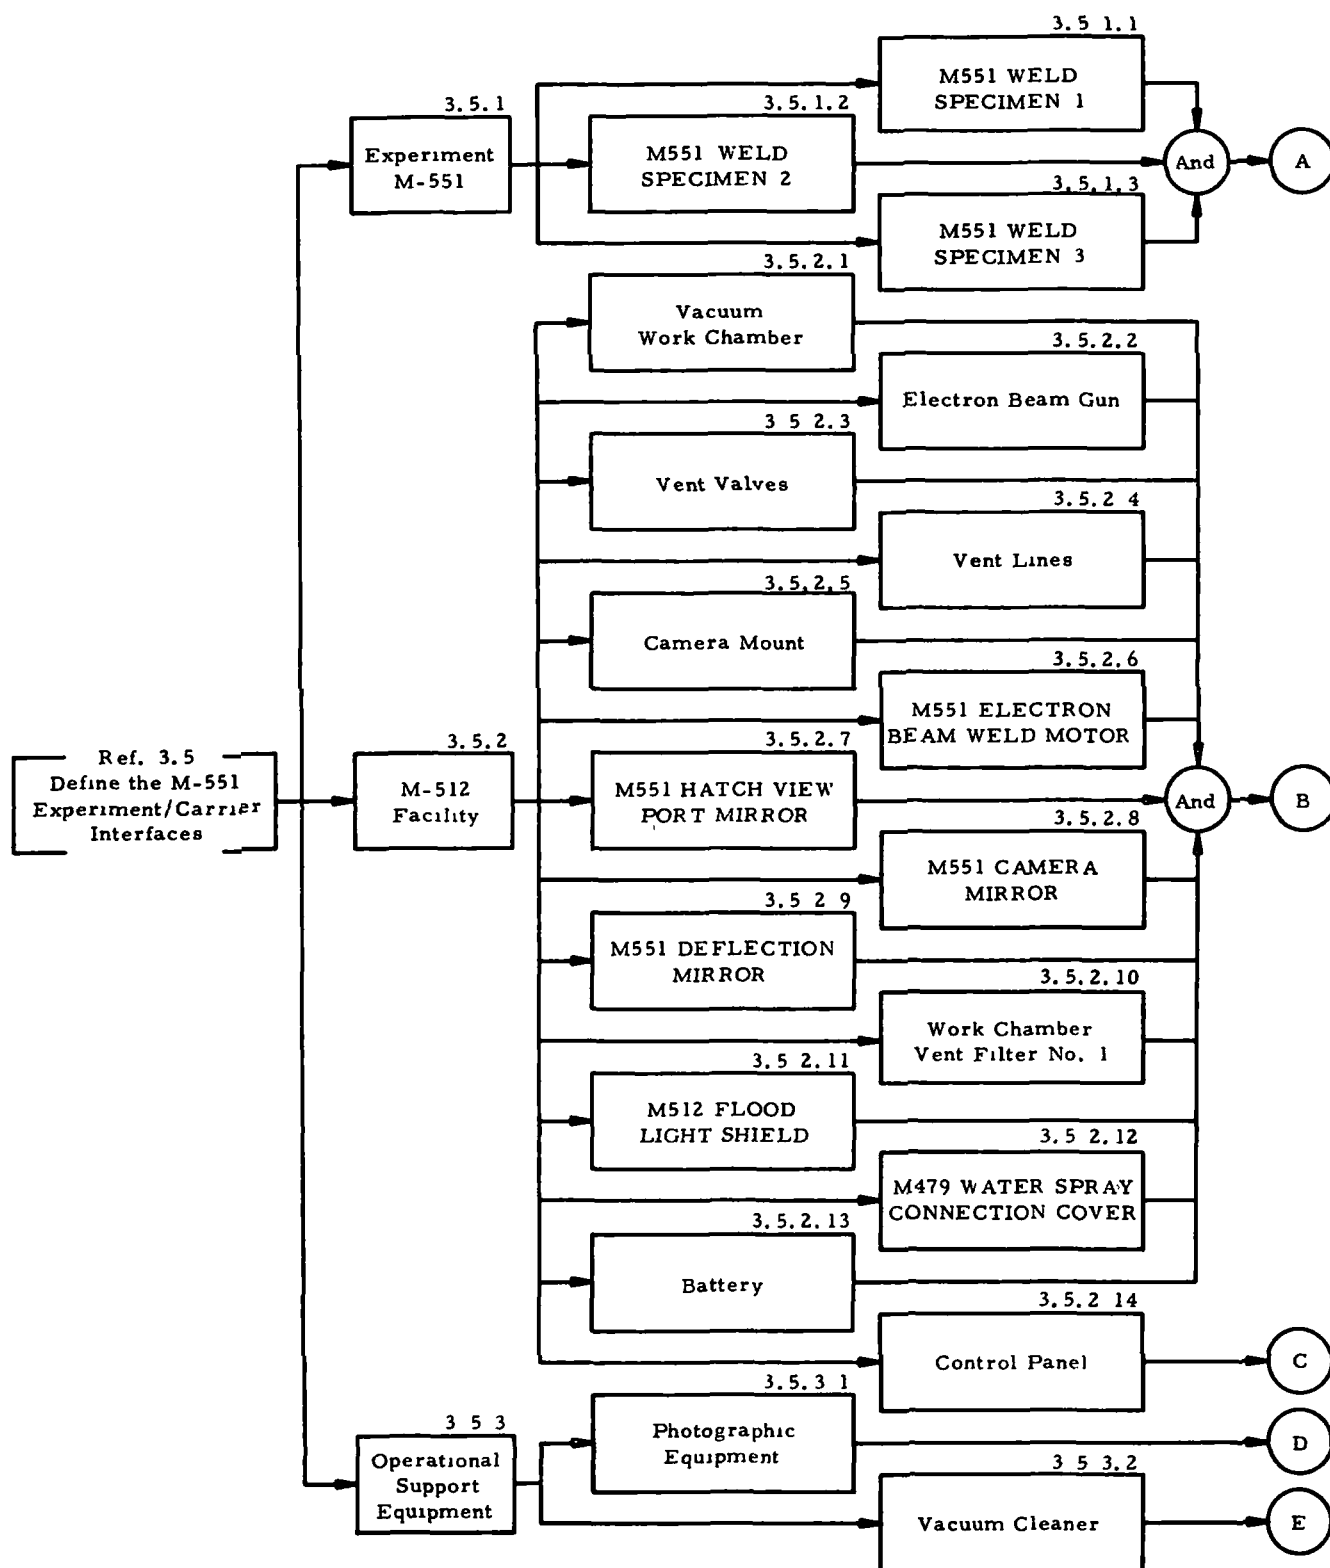 3.5 1.1
M551 WELD
SPECIMEN 1
3.5.1
Experiment
M-551
3.5.1.2
M551 WELD
SPECIMEN 2
And
A
3.5.1.3
M551 WELD
SPECIMEN 3
3.5.2.1
Vacuum
Work Chamber
3.5.2.2
Electron Beam Gun
3 5 2.3
Vent Valves
3.5.2 4
Vent Lines
3.5.2.5
Camera Mount
3.5.2.6
M551 ELECTRON
BEAM WELD MOTOR
Ref. 3.5
Define the M-551
Experiment/Carrier
Interfaces
3.5.2
M-512
Facility
3.5.2.7
M551 HATCH VIEW
PORT MIRROR
And
B
3.5.2.8
M551 CAMERA
MIRROR
3.5 2 9
M551 DEFLECTION
MIRROR
3.5.2.10
Work Chamber
Vent Filter No. 1
3.5 2.11
M512 FLOOD
LIGHT SHIELD
3.5 2.12
M479 WATER SPRAY
CONNECTION COVER
3.5.2.13
Battery
3.5.2 14
Control Panel
C
3.5.3 1
Photographic
Equipment
D
3 5 3
Operational
Support
Equipment
3 5 3.2
Vacuum Cleaner
E